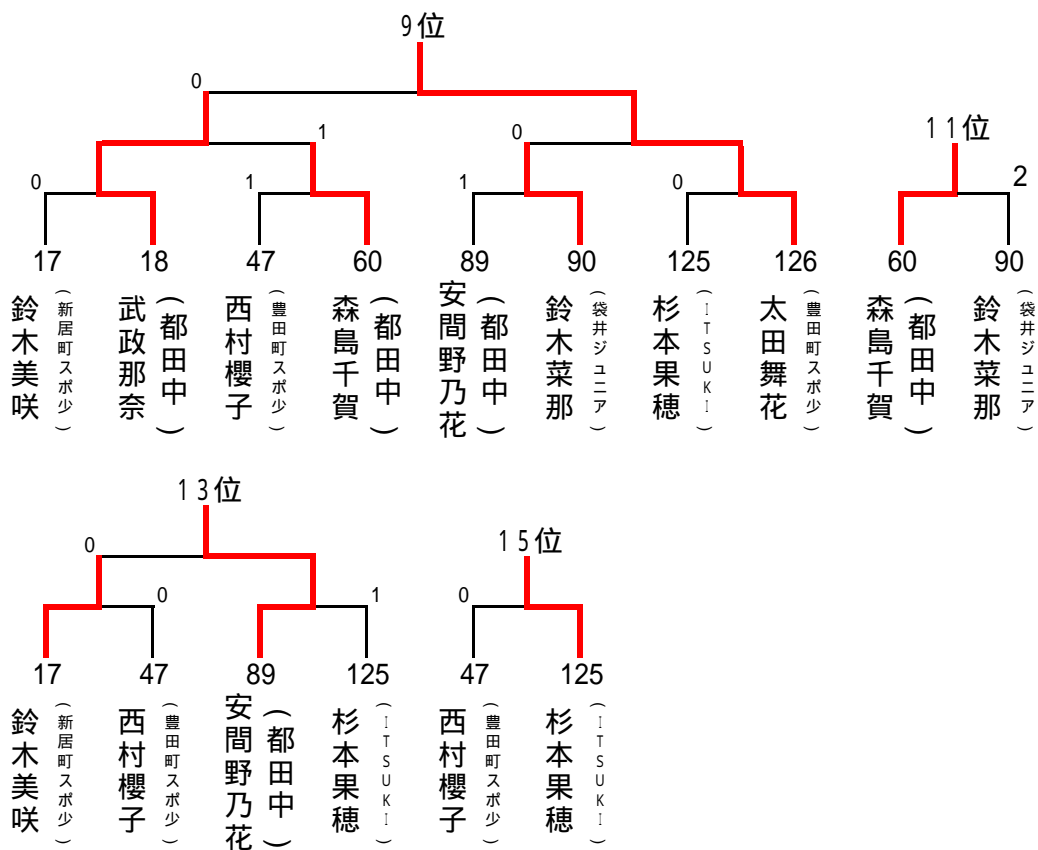 9位
0
1
0
11位
0
1
1
0
2
17
18
47
60
89
90
125
126
60
90
鈴木美咲
(新居町スポ少)
武政那奈
(都田中)
西村櫻子
(豊田町スポ少)
森島千賀
(都田中)
安間野乃花
(都田中)
鈴木菜那
(袋井ジュニア)
杉本果穂
(ITSUKI)
太田舞花
(豊田町スポ少)
森島千賀
(都田中)
鈴木菜那
(袋井ジュニア)
13位
0
15位
0
1
0
17
47
89
125
47
125
鈴木美咲
(新居町スポ少)
西村櫻子
(豊田町スポ少)
安間野乃花
(都田中)
杉本果穂
(ITSUKI)
西村櫻子
(豊田町スポ少)
杉本果穂
(ITSUKI)